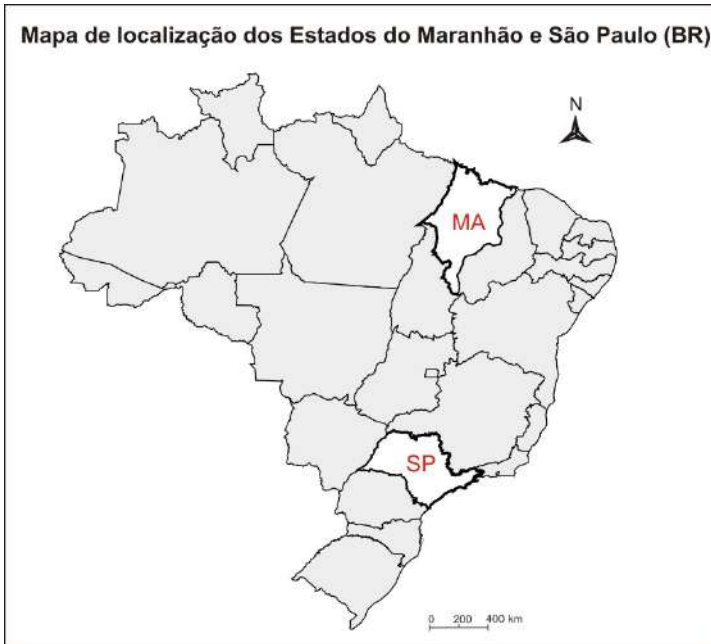 Mapa de localização dos Estados do Maranhão e São Paulo (BR)
N
MA
SP
0 200 400 km